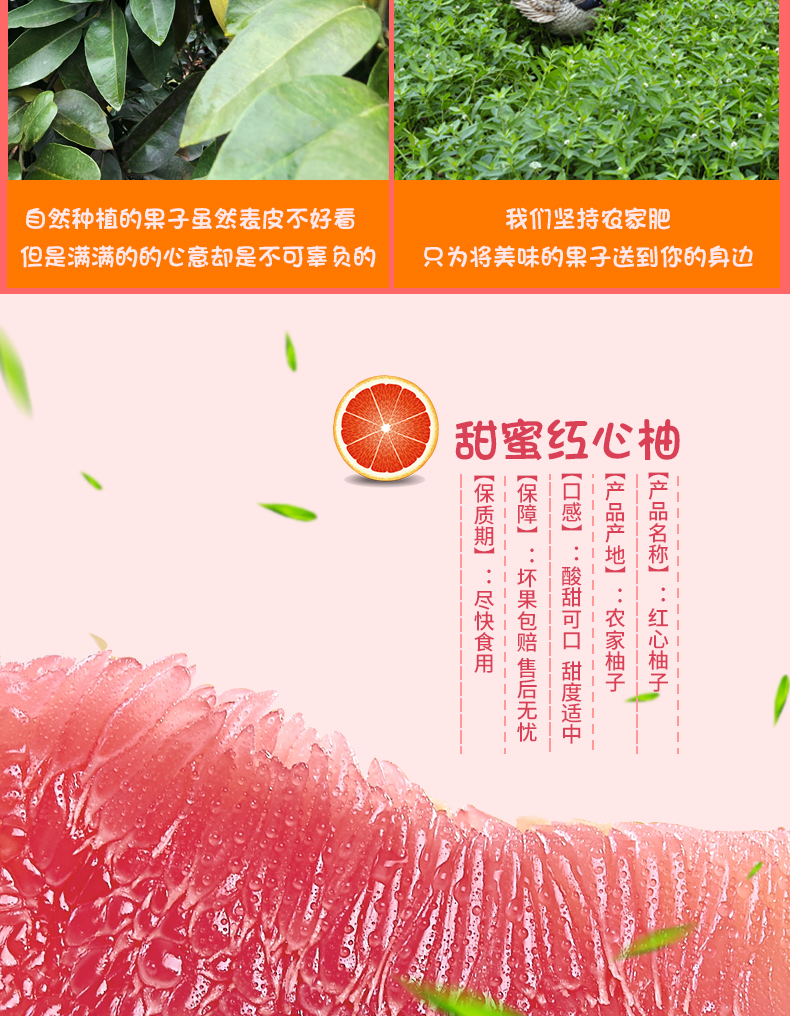 自然种植的果子虽然表皮不好看
但是满满的的心意却是不可辜负的
我们坚持农家肥
只为将美味的果子送到你的身边
甜蜜红心柚
【产品名称】：红心柚子
【产品产地】：农家柚子
【口感】：酸甜可口 甜度适中
【保障】：坏果包赔 售后无忧
【保质期】：尽快食用